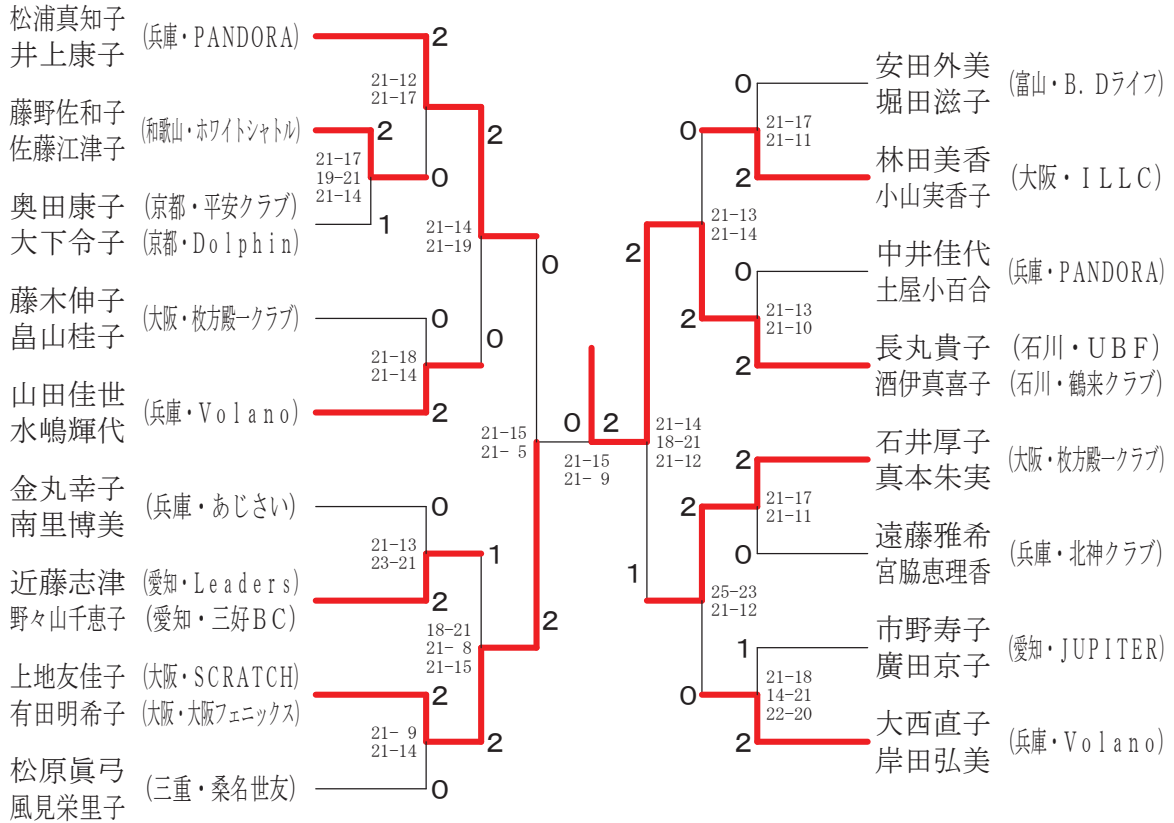 松浦真知子
井上康子
(兵庫・PANDORA)
2
21-12
21-17
藤野佐和子
佐藤江津子
(和歌山・ホワイトシャトル)
2
2
21-17
19-21
21-14
0
奥田康子
(京都・平安クラブ)
大下令子
(京都・Dolphin)
1
21-14
21-19
0
藤木伸子
畠山桂子
(大阪・枚方殿一クラブ)
0
0
21-18
21-14
山田佳世
水嶋輝代
(兵庫・Volano)
2
21-15
21- 5
金丸幸子
南里博美
(兵庫・あじさい)
0
21-13
23-21
1
近藤志津
(愛知・Leaders)
野々山千恵子
(愛知・三好BC)
2
2
18-21
21- 8
21-15
上地友佳子
(大阪・SCRATCH)
有田明希子
(大阪・大阪フェニックス)
2
21- 9
21-14
2
松原眞弓
風見栄里子
(三重・桑名世友)
0
0
2
21-15
21- 9
安田外美
堀田滋子
(富山・B.Dライフ)
0
21-17
21-11
0
林田美香
小山実香子
(大阪・ILLC)
2
21-13
21-14
2
中井佳代
土屋小百合
(兵庫・PANDORA)
0
21-13
21-10
2
長丸貴子
(石川・UBF)
酒伊真喜子
(石川・鶴来クラブ)
2
21-14
18-21
21-12
石井厚子
真本朱実
(大阪・枚方殿一クラブ)
2
21-17
21-11
2
遠藤雅希
宮脇恵理香
(兵庫・北神クラブ)
0
1
25-23
21-12
市野寿子
廣田京子
(愛知・JUPITER)
1
21-18
14-21
22-20
0
大西直子
岸田弘美
(兵庫・Volano)
2